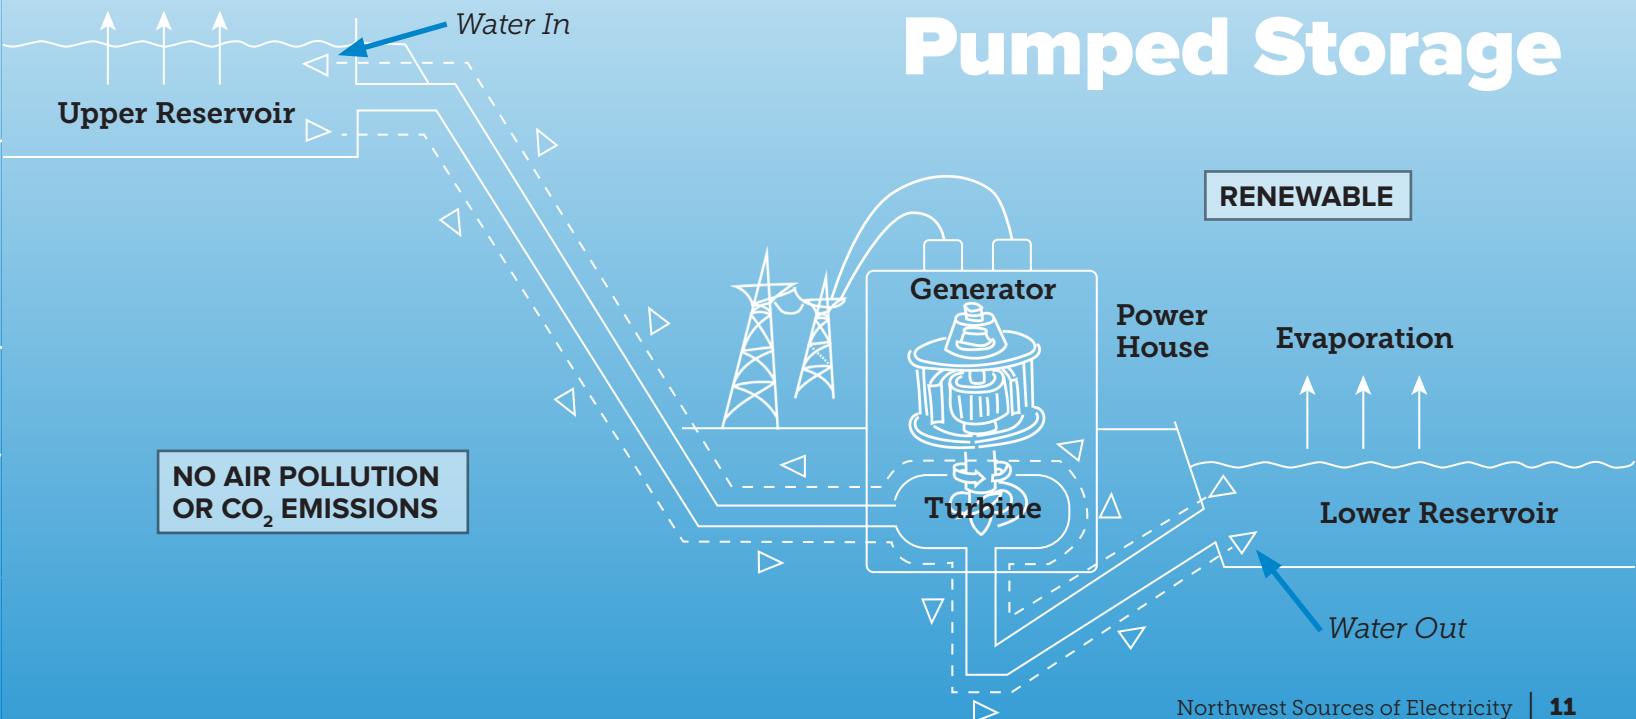 Pumped Storage
Water In
Upper Reservoir
RENEWABLE
Generator
Power
House
Evaporation
NO AIR POLLUTION
OR CO₂ EMISSIONS
Turbine
Lower Reservoir
Water Out
Northwest Sources of Electricity | 11